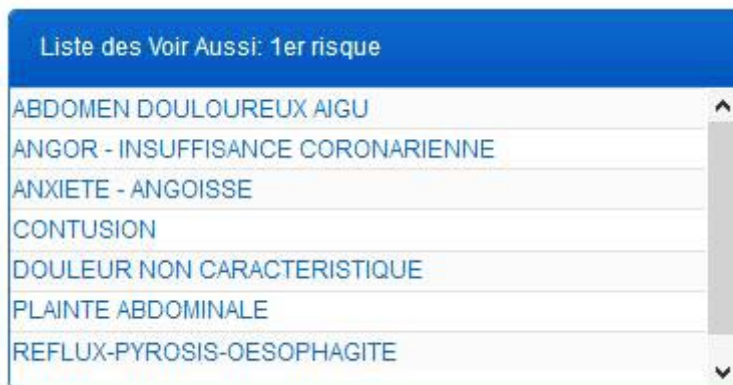 Liste des Voir Aussi: 1er risque
ABDOMEN DOULOUREUX AIGU
ANGOR - INSUFFISANCE CORONARIENNE
ANXIETE - ANGOISSE
CONTUSION
DOULEUR NON CARACTERISTIQUE
PLAINTE ABDOMINALE
REFLUX-PYROSIS-OESOPHAGITE